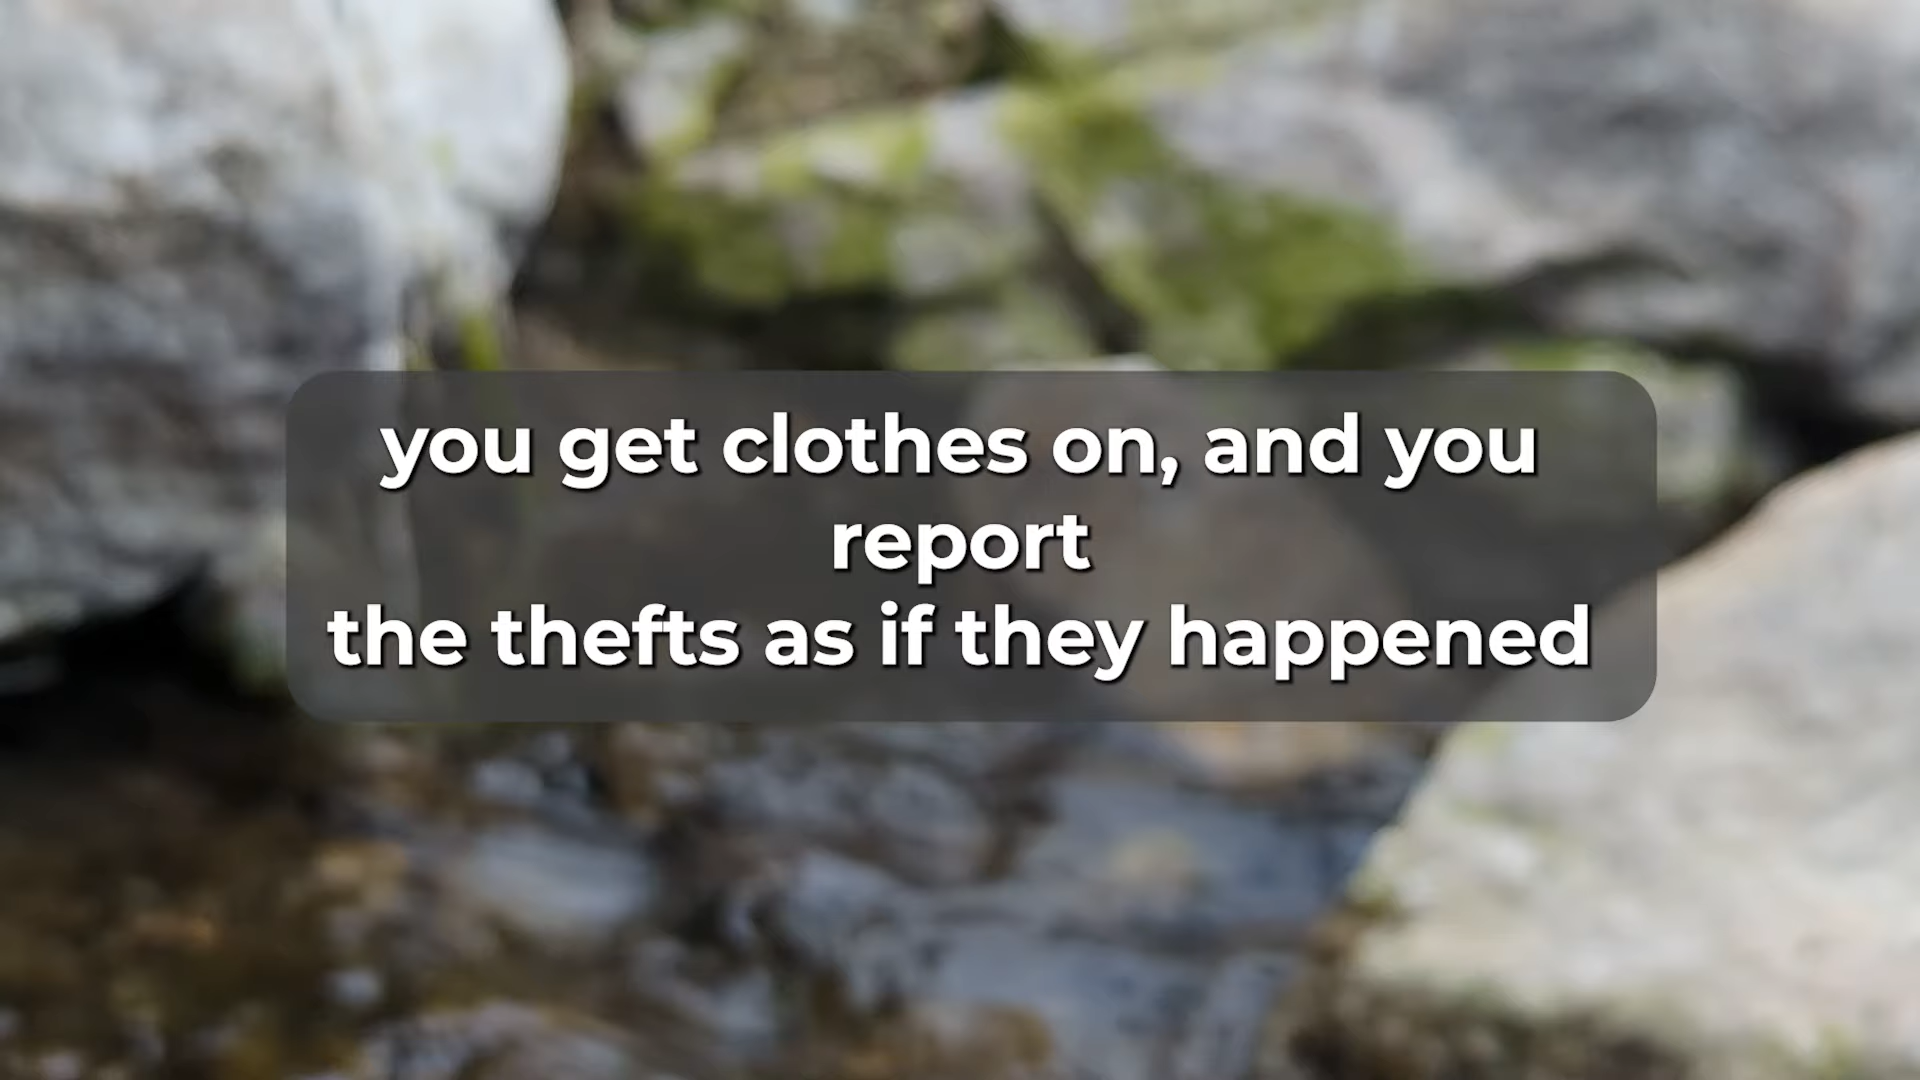 you get clothes on, and you
report
the thefts as if they happened